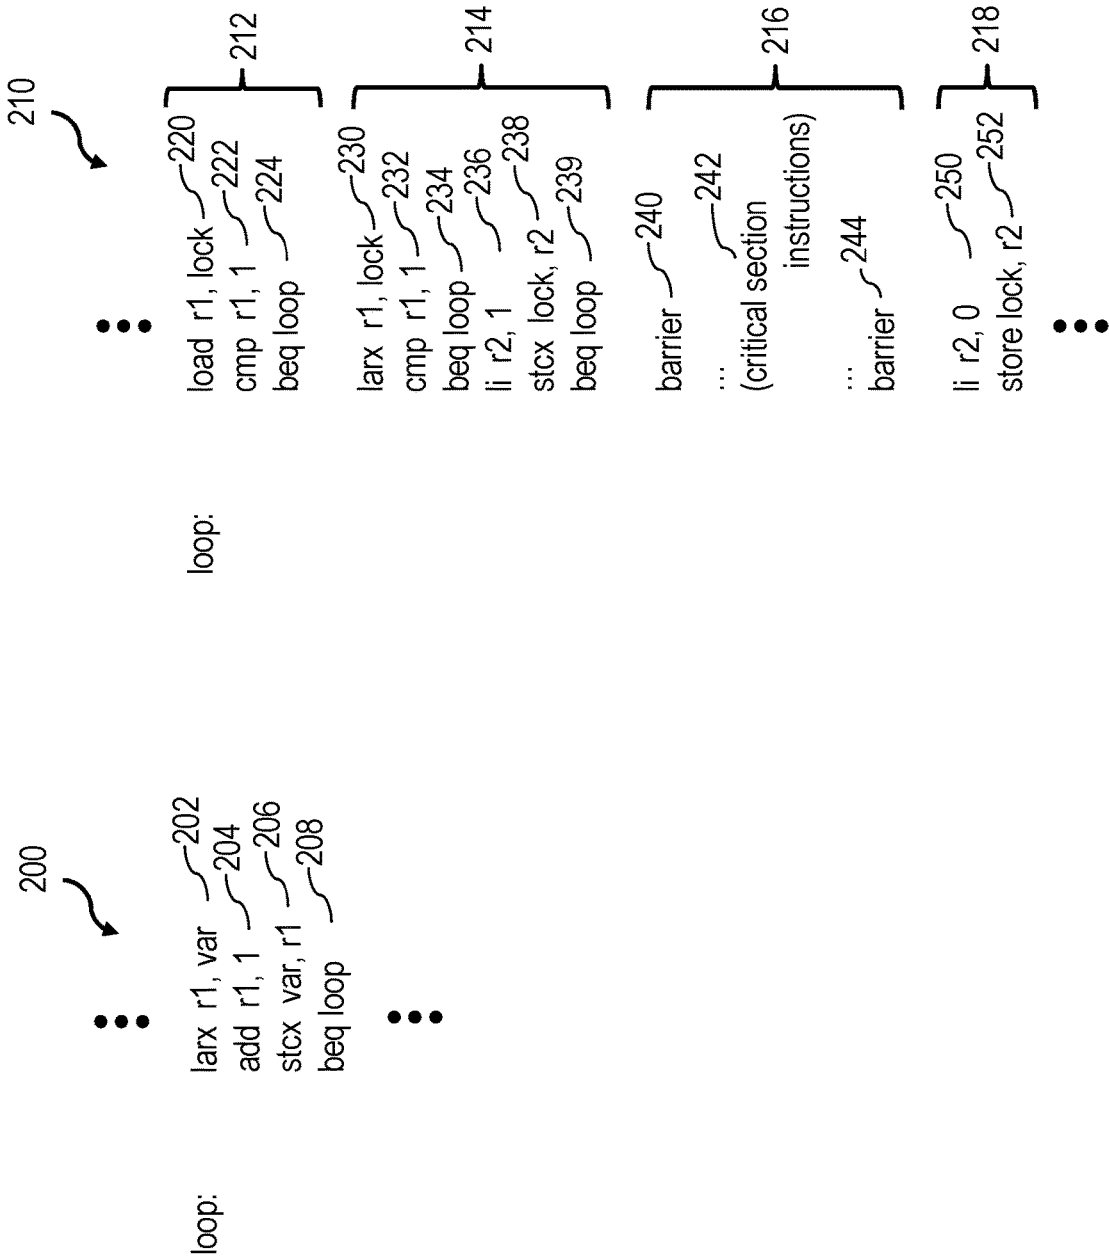 200
loop:
larx r1, var 202
add r1, 1 204
stcx var, r1 206
beq loop 208
210
loop:
load r1, lock 220
cmp r1, 1 222
beq loop 224
212
larx r1, lock 230
cmp r1, 1 232
beq loop 234
li r2, 1 236
stcx lock, r2 238
beq loop 239
214
barrier 240
... 242
(critical section
instructions)
... 244
barrier
216
li r2, 0 250
store lock, r2 252
218